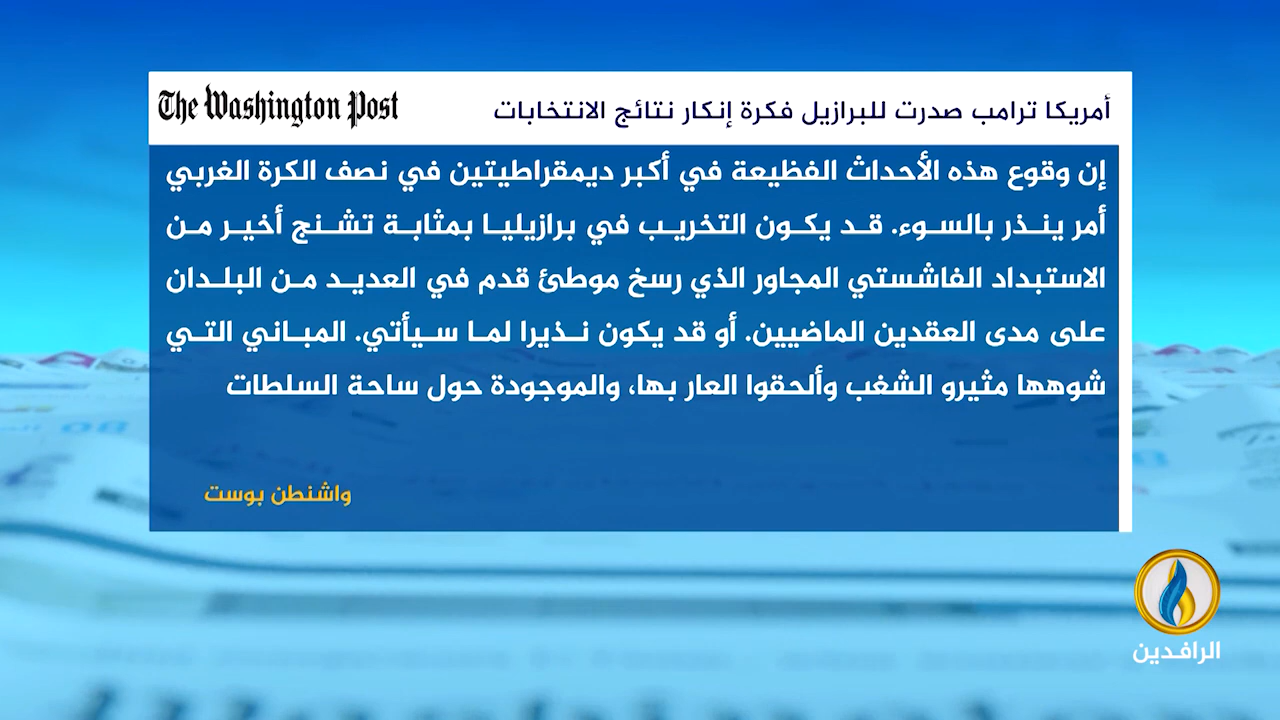 The Washington Post
أمريكا ترامب صدرت للبرازيل فكرة إنكار نتائج الانتخابات
إن وقوع هذه الأحداث الفظيعة في أكبر ديمقراطيتين في نصف الكرة الغربي
أمر ينذر بالسوء. قد يكون التخريب في برازيليا بمثابة تشنج أخير من
الاستبداد الفاشستي المجاور الذي رسخ موطئ قدم في العديد من البلدان
على مدى العقدين الماضيين. أو قد يكون نذيرا لما سيأتي. المباني التي
شوهها مثيرو الشغب وألحقوا العار بها، والموجودة حول ساحة السلطات
واشنطن بوست
الرافدين